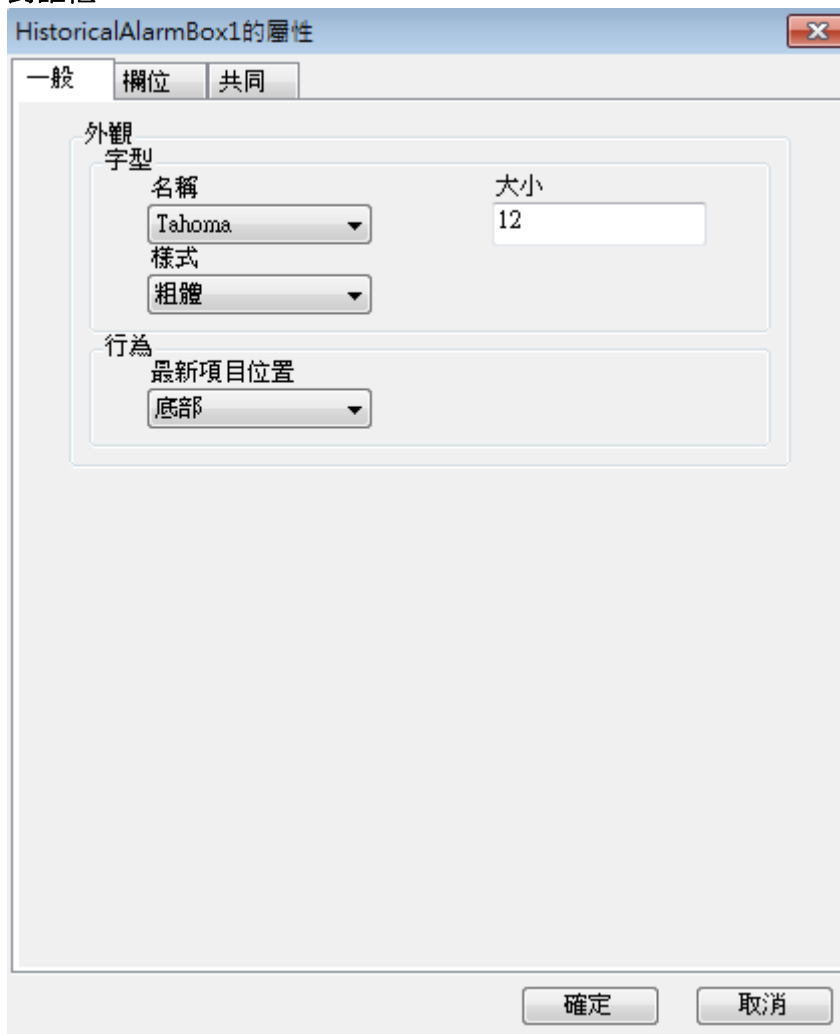 HistoricalAlarmBox1的屬性
一般 欄位 共同
外觀
字型
名稱 大小
Tahoma 12
樣式
粗體
行為
最新項目位置
底部
確定 取消